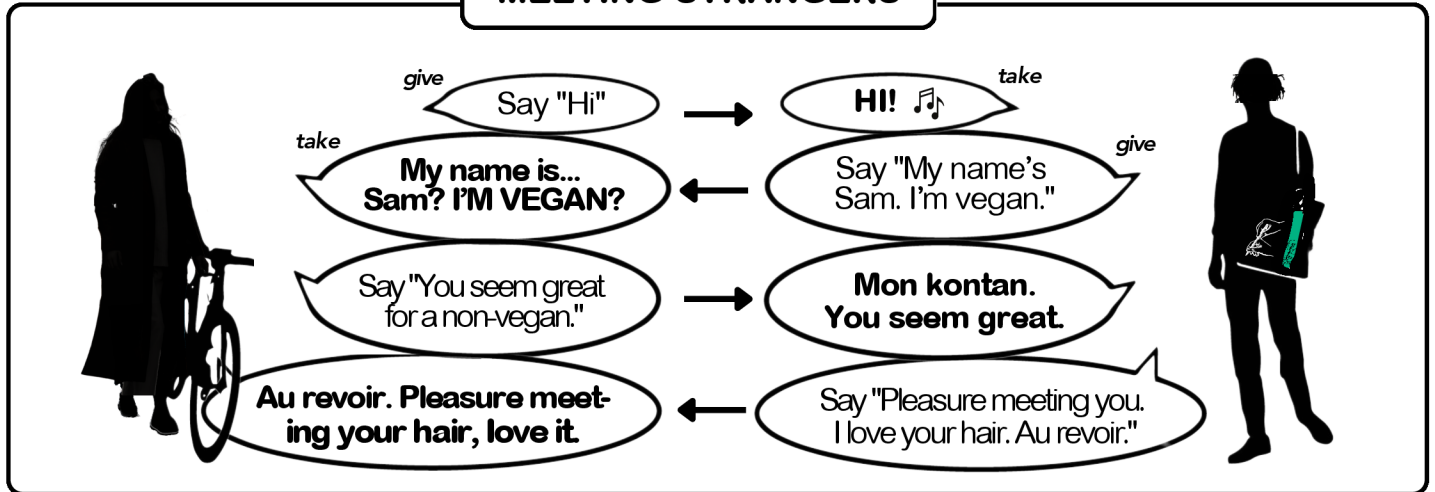 MEETING STRANGERS
give
Say "Hi"
HI!
take
take
My name is...
Sam? I'M VEGAN?
Say "My name’s
Sam. I’m vegan."
give
Say "You seem great
for a non-vegan."
Mon kontan.
You seem great.
Au revoir. Pleasure meet-
ing your hair, love it.
Say "Pleasure meeting you.
I love your hair. Au revoir."